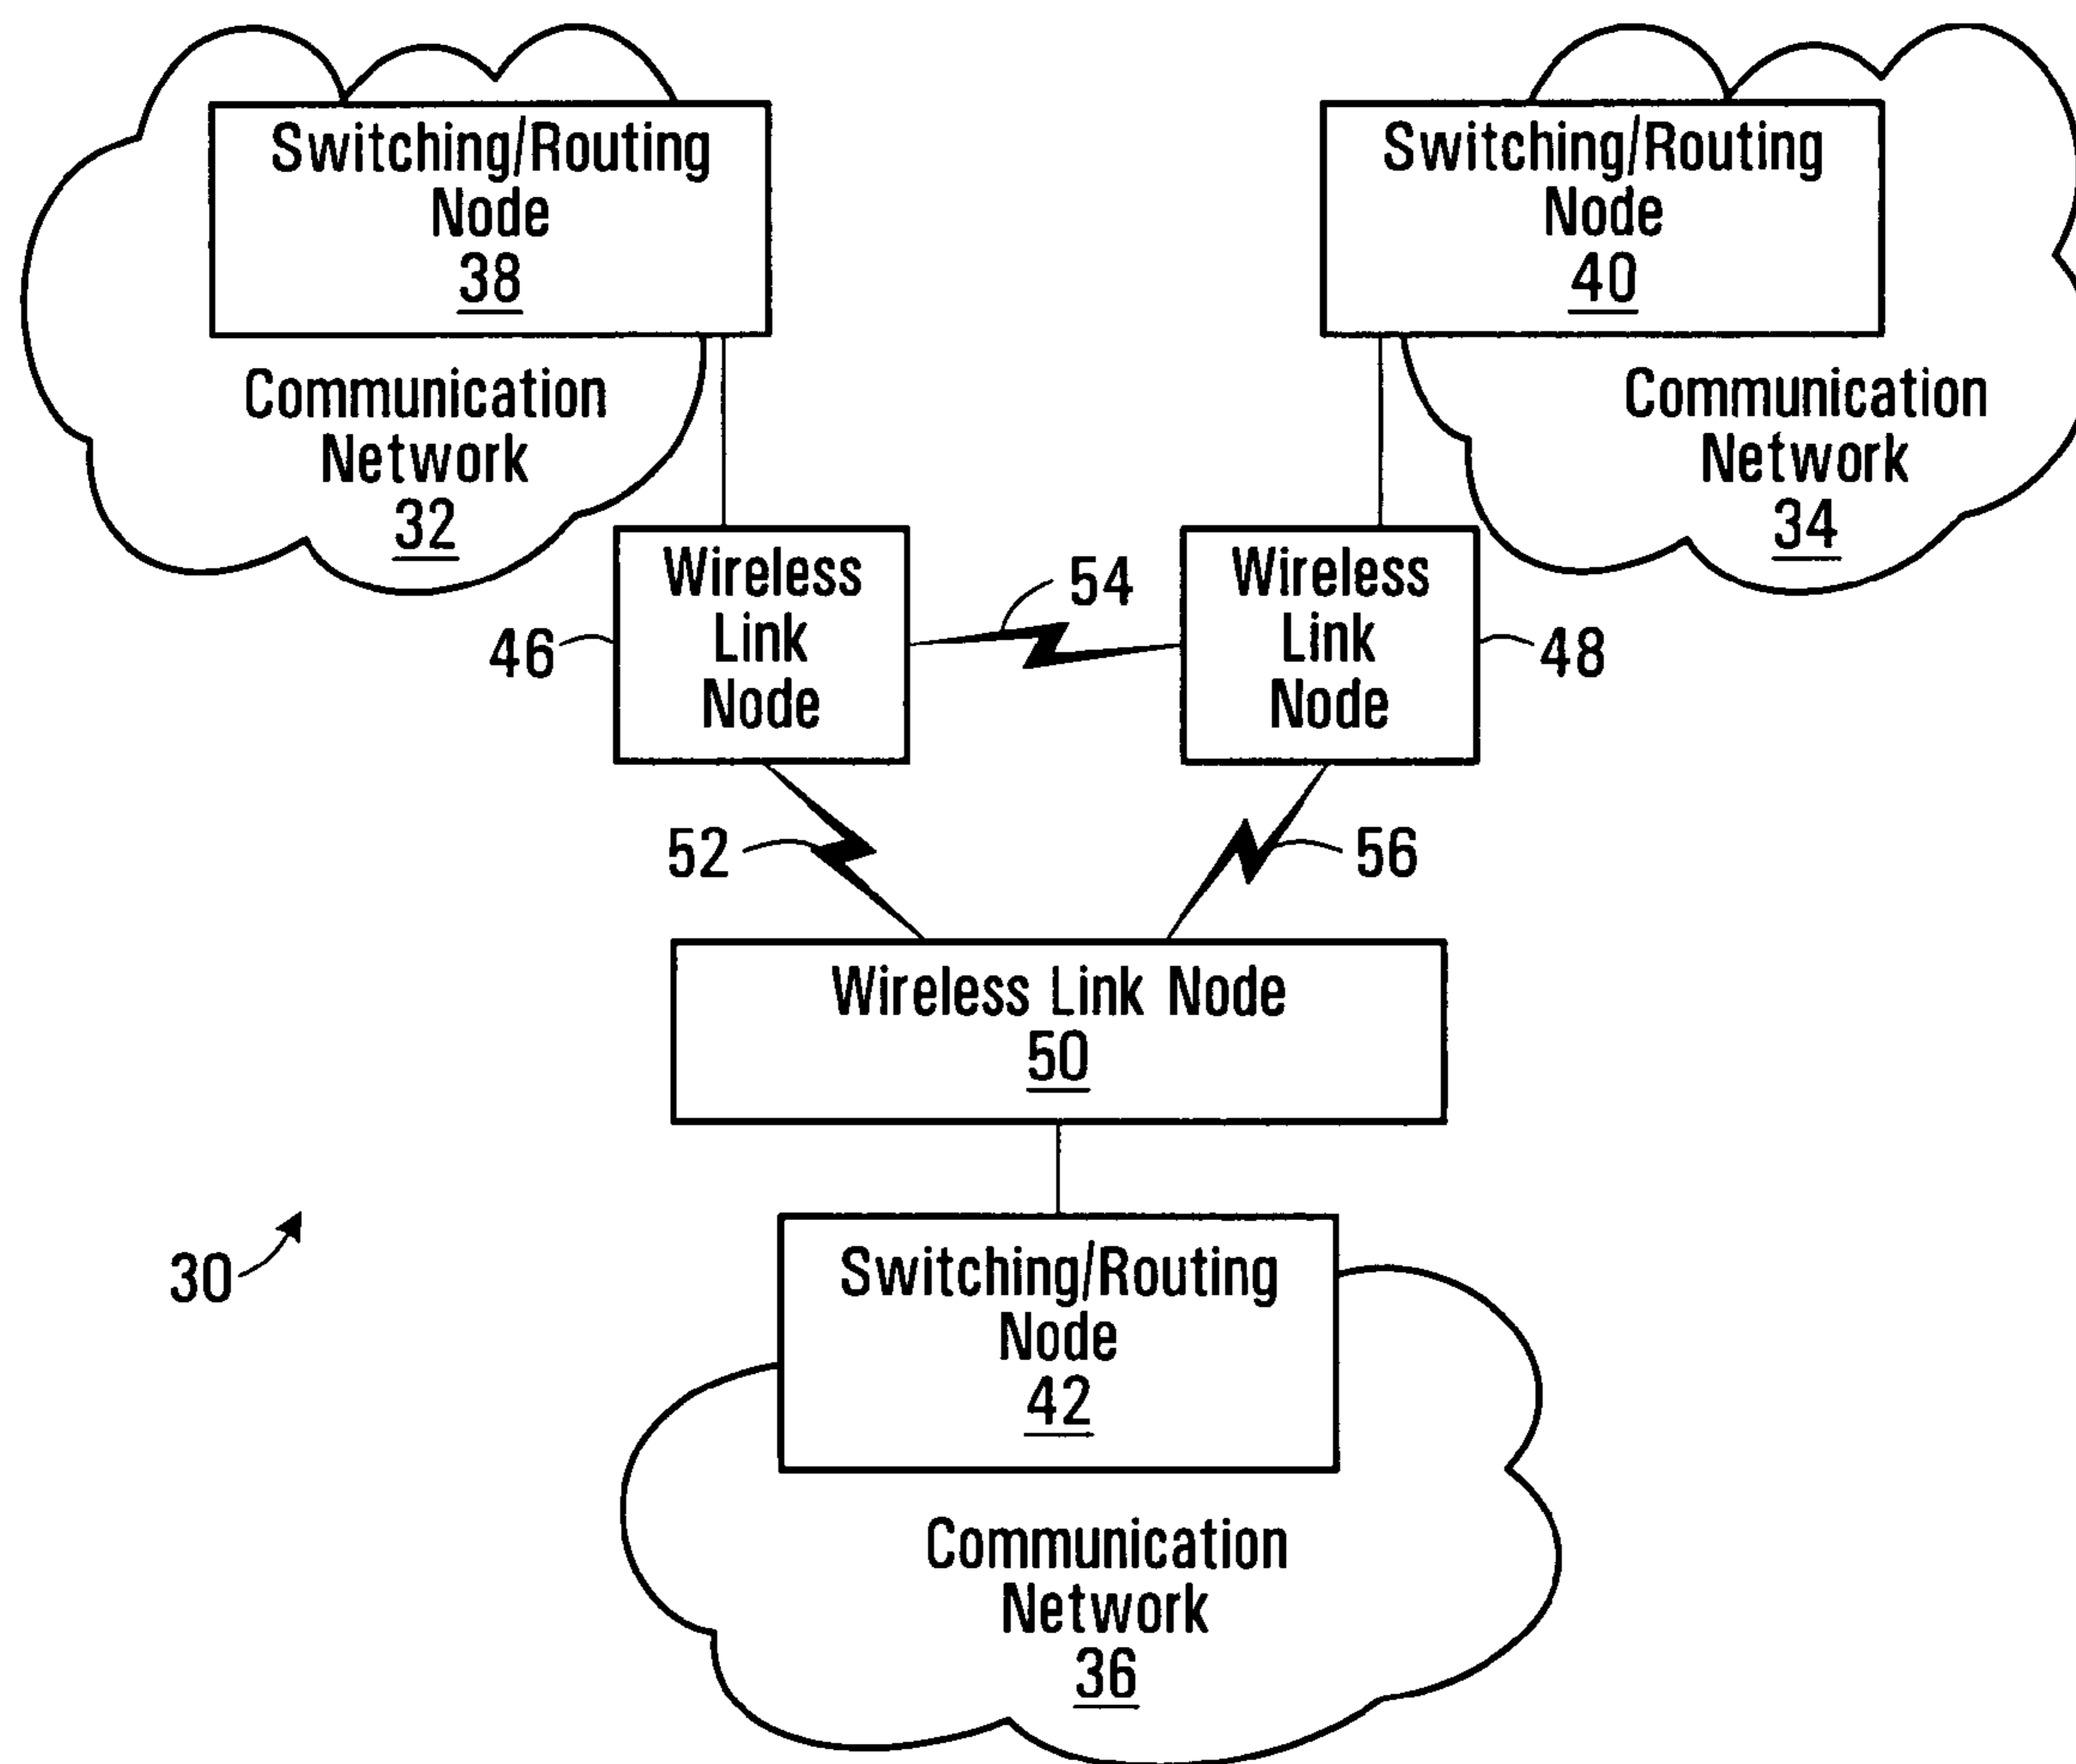 Switching/Routing
Node
38
Communication
Network
32
Switching/Routing
Node
40
Communication
Network
34
Wireless
Link
Node
46
54
Wireless
Link
Node
48
52
56
Wireless Link Node
50
30
Switching/Routing
Node
42
Communication
Network
36